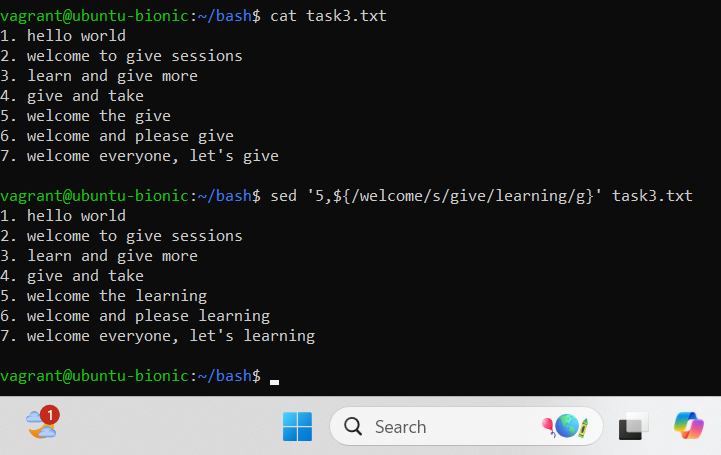 vagrant@ubuntu-bionic:~/bash$ cat task3.txt
1. hello world
2. welcome to give sessions
3. learn and give more
4. give and take
5. welcome the give
6. welcome and please give
7. welcome everyone, let's give
vagrant@ubuntu-bionic:~/bash$ sed '5,${/welcome/s/give/learning/g}' task3.txt
1. hello world
2. welcome to give sessions
3. learn and give more
4. give and take
5. welcome the learning
6. welcome and please learning
7. welcome everyone, let's learning
vagrant@ubuntu-bionic:~/bash$
1
Search